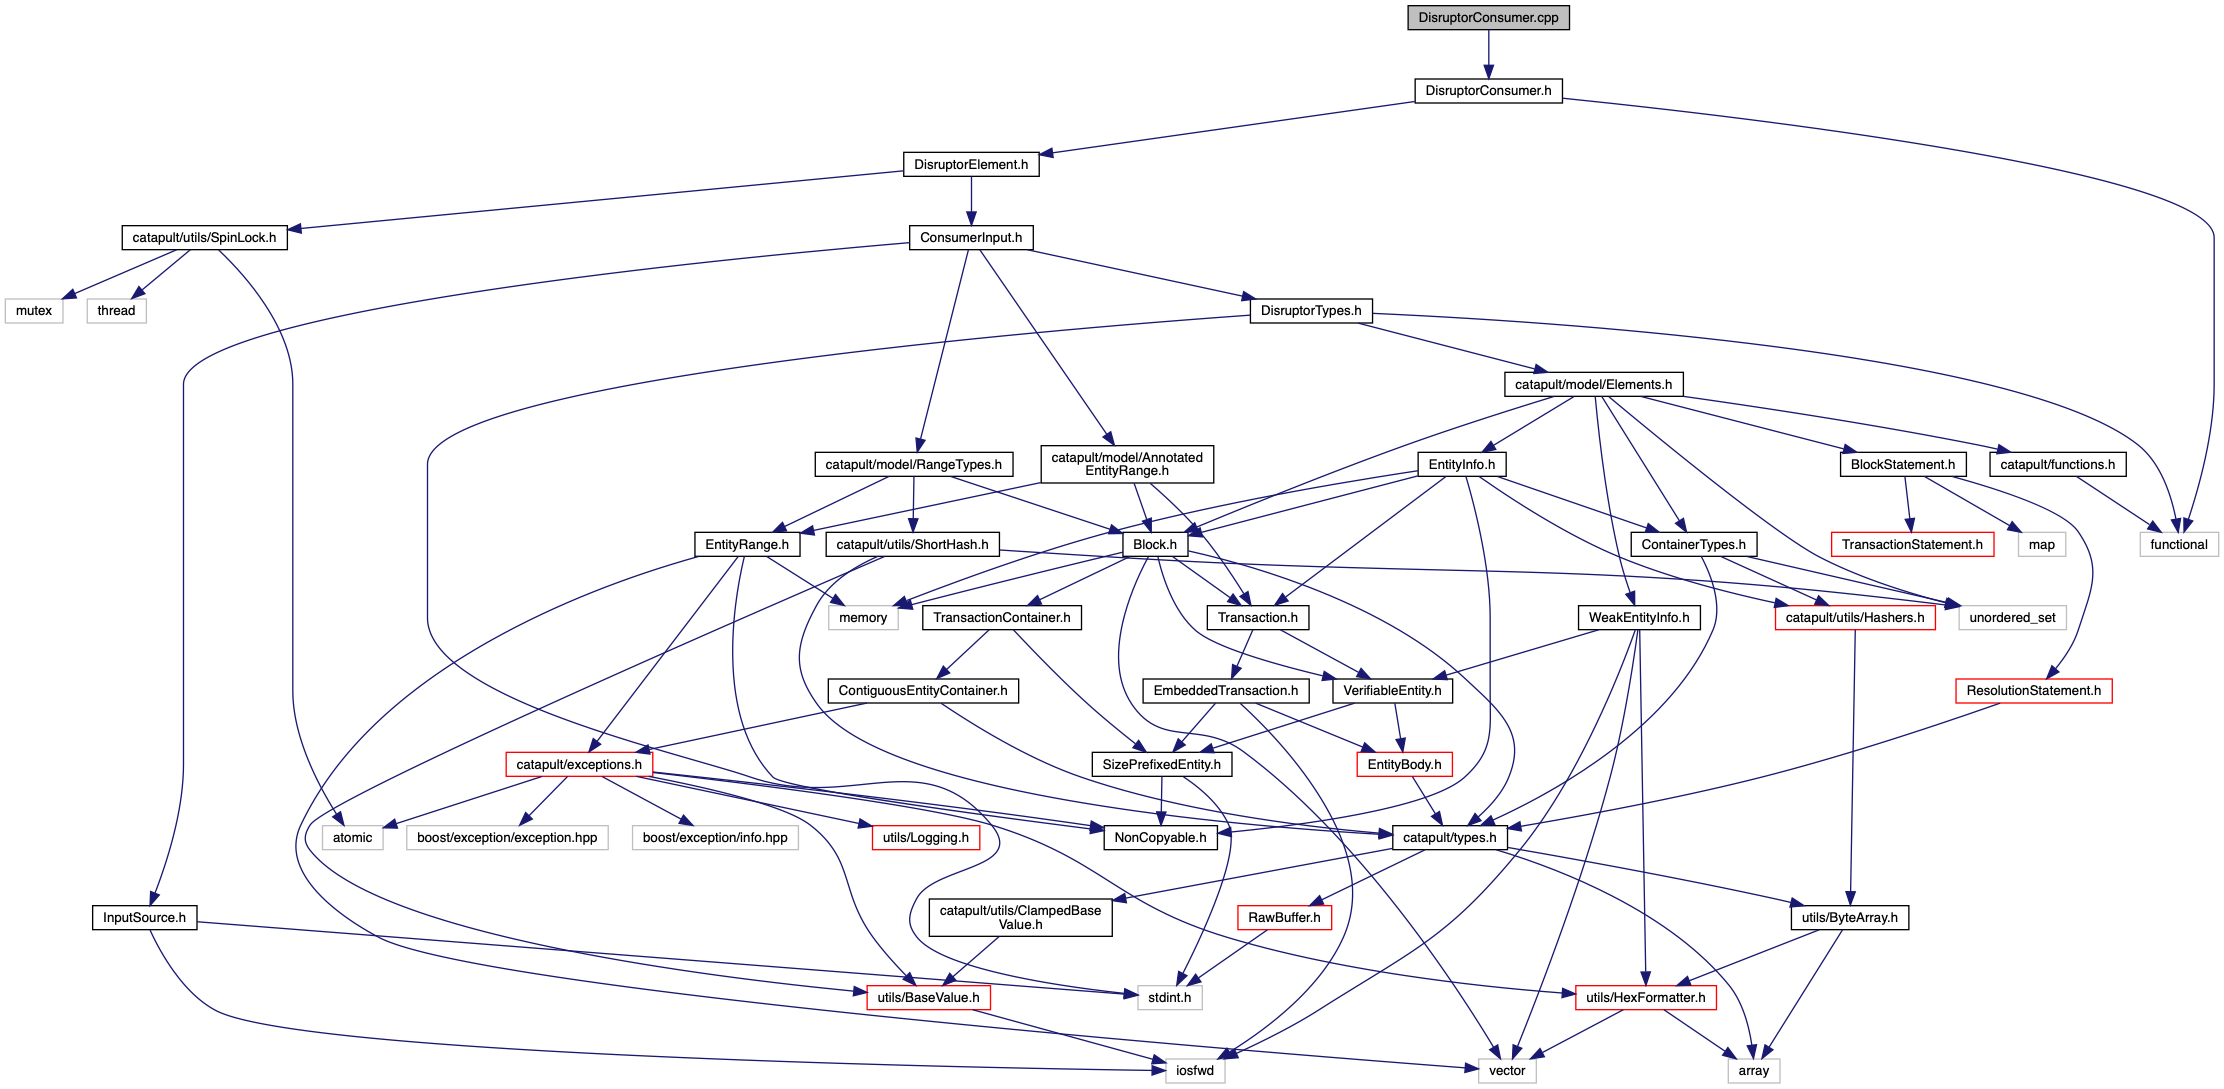 DisruptorConsumer.cpp
DisruptorConsumer.h
DisruptorElement.h
catapult/utils/SpinLock.h
ConsumerInput.h
mutex
thread
DisruptorTypes.h
catapult/model/Elements.h
catapult/model/RangeTypes.h
catapult/model/Annotated
EntityRange.h
EntityInfo.h
BlockStatement.h
catapult/functions.h
EntityRange.h
catapult/utils/ShortHash.h
Block.h
ContainerTypes.h
TransactionStatement.h
map
functional
memory
TransactionContainer.h
Transaction.h
WeakEntityInfo.h
catapult/utils/Hashers.h
unordered_set
ContiguousEntityContainer.h
EmbeddedTransaction.h
VerifiableEntity.h
ResolutionStatement.h
catapult/exceptions.h
SizePrefixedEntity.h
EntityBody.h
atomic
boost/exception/exception.hpp
boost/exception/info.hpp
utils/Logging.h
NonCopyable.h
catapult/types.h
InputSource.h
catapult/utils/ClampedBase
Value.h
RawBuffer.h
utils/ByteArray.h
utils/BaseValue.h
stdint.h
utils/HexFormatter.h
iosfwd
vector
array